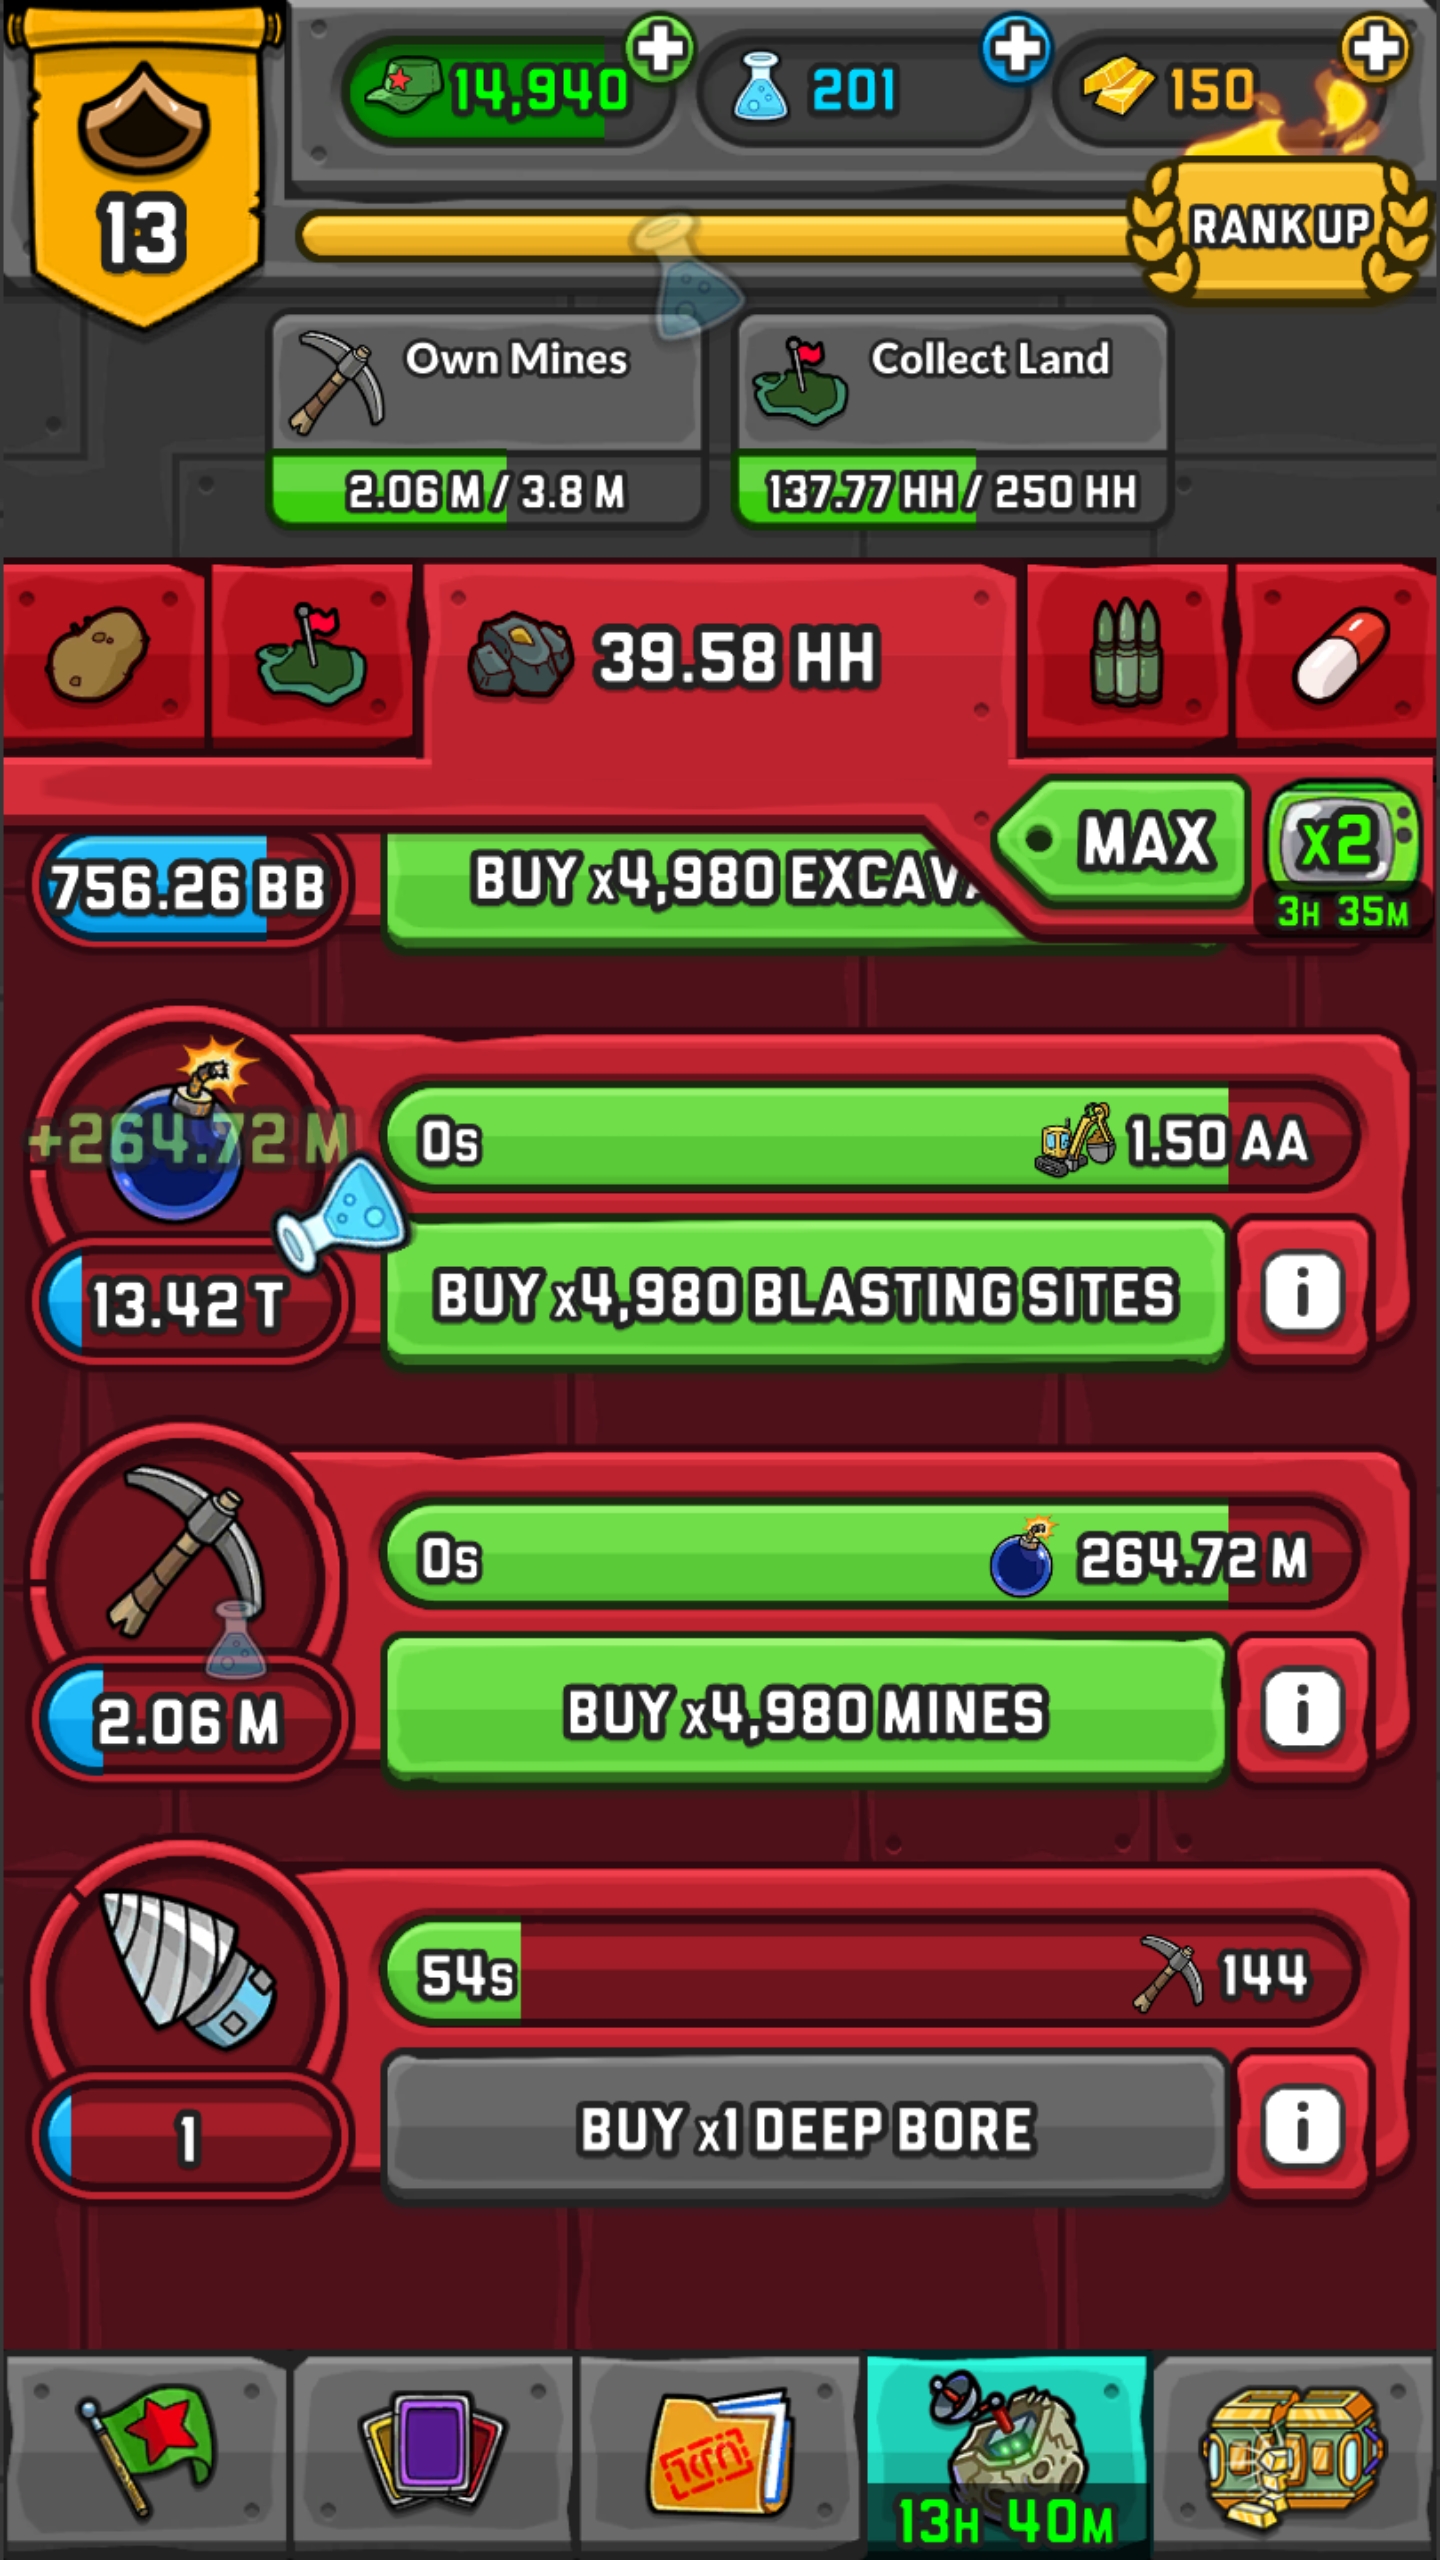 14,940
201
150
13
RANK UP
Own Mines
Collect Land
2.06 M / 3.8 M
137.77 HH / 250 HH
39.58 HH
MAX
x2
3H 35M
756.26 BB
BUY x4,980
+264.72 M
0s
1.50 AA
13.42 T
BUY x4,980 BLASTING SITES
i
0s
264.72 M
2.06 M
BUY x4,980 MINES
i
54s
144
1
BUY x1 DEEP BORE
i
13H 40M